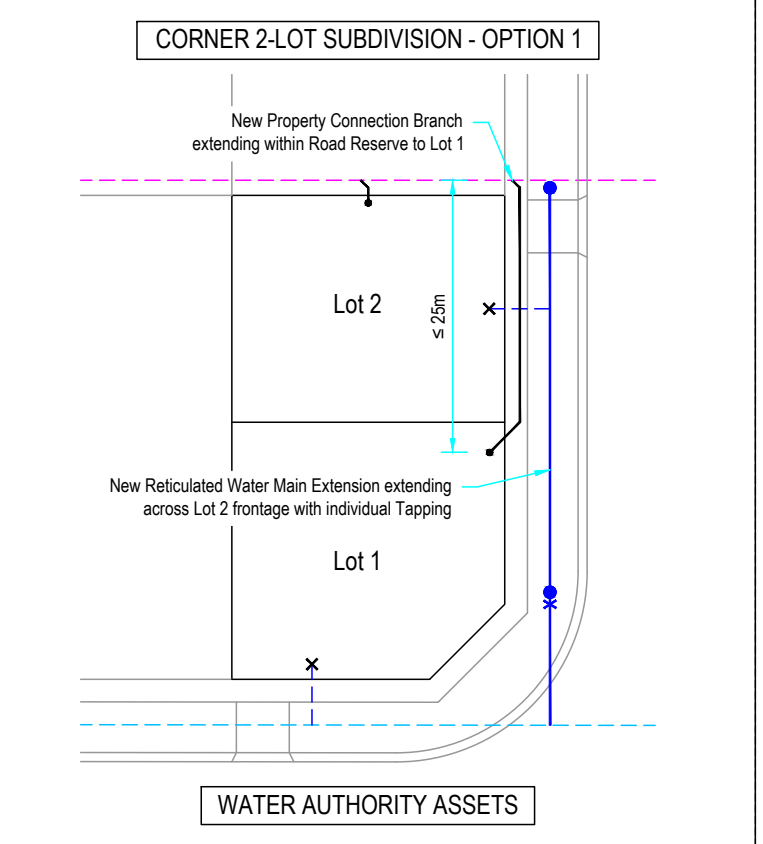 CORNER 2-LOT SUBDIVISION - OPTION 1
New Property Connection Branch
extending within Road Reserve to Lot 1
Lot 2
≤ 25m
New Reticulated Water Main Extension extending
across Lot 2 frontage with individual Tapping
Lot 1
WATER AUTHORITY ASSETS